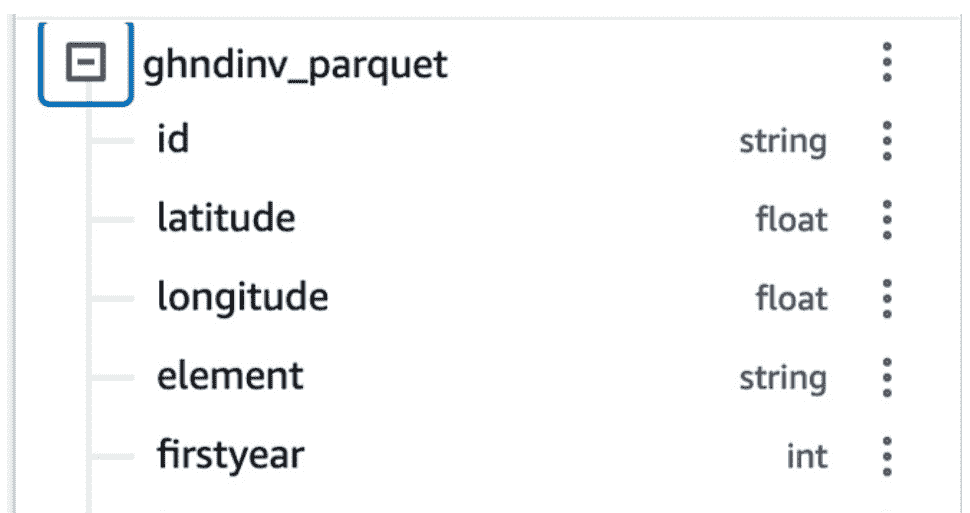 ghndinv_parquet
id string
latitude float
longitude float
element string
firstyear int